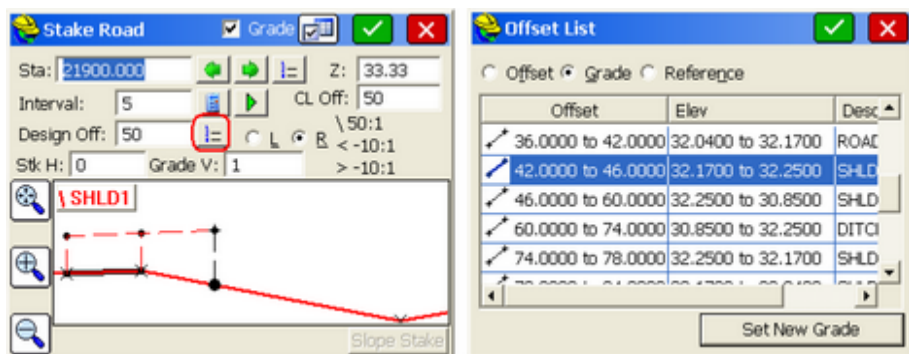 Stake Road Grade
Sta: 21900.000 Z: 33.33
Interval: 5 CL Off: 50
Design Off: 50 L R \50:1
< -10:1
Stk H: 0 Grade V: 1 > -10:1
\ SHLD1
Slope Stake
Offset List
Offset Grade Reference
Offset Elev Desc
36.0000 to 42.0000 32.0400 to 32.1700 ROAD
42.0000 to 46.0000 32.1700 to 32.2500 SHLD
46.0000 to 60.0000 32.2500 to 30.8500 SHLD
60.0000 to 74.0000 30.8500 to 32.2500 DITCI
74.0000 to 78.0000 32.2500 to 32.1700 SHLD
Set New Grade